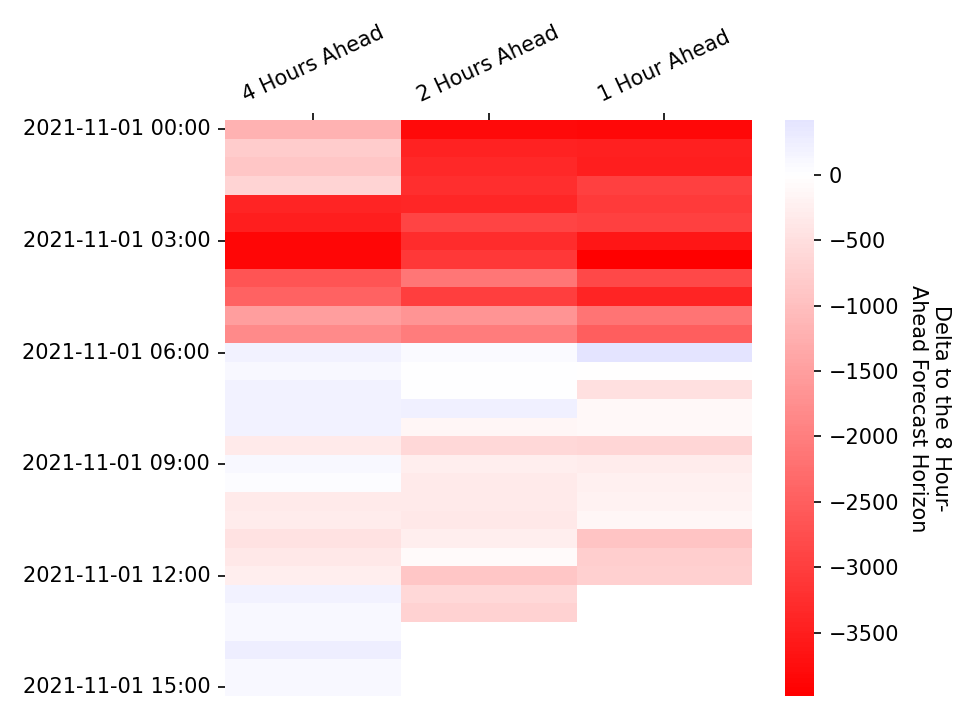 4 Hours Ahead
2 Hours Ahead
1 Hour Ahead
2021-11-01 00:00
2021-11-01 03:00
2021-11-01 06:00
2021-11-01 09:00
2021-11-01 12:00
2021-11-01 15:00
0
−500
−1000
−1500
−2000
−2500
−3000
−3500
Delta to the 8 Hour-
Ahead Forecast Horizon